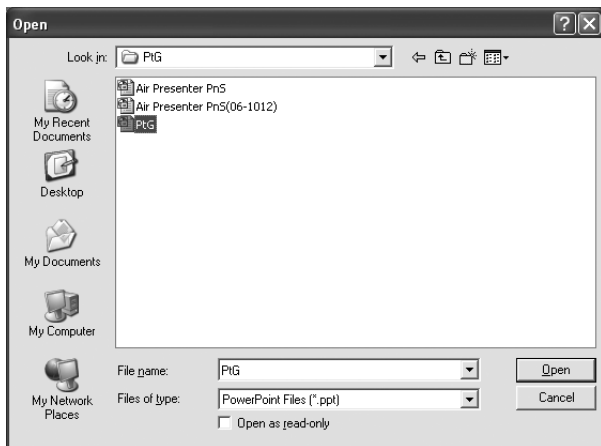 Open
Look in: PtG
Air Presenter PnS
Air Presenter PnS(06-1012)
PtG
My Recent
Documents
Desktop
My Documents
My Computer
My Network
Places
File name: PtG Open
Files of type: PowerPoint Files (*.ppt) Cancel
Open as read-only